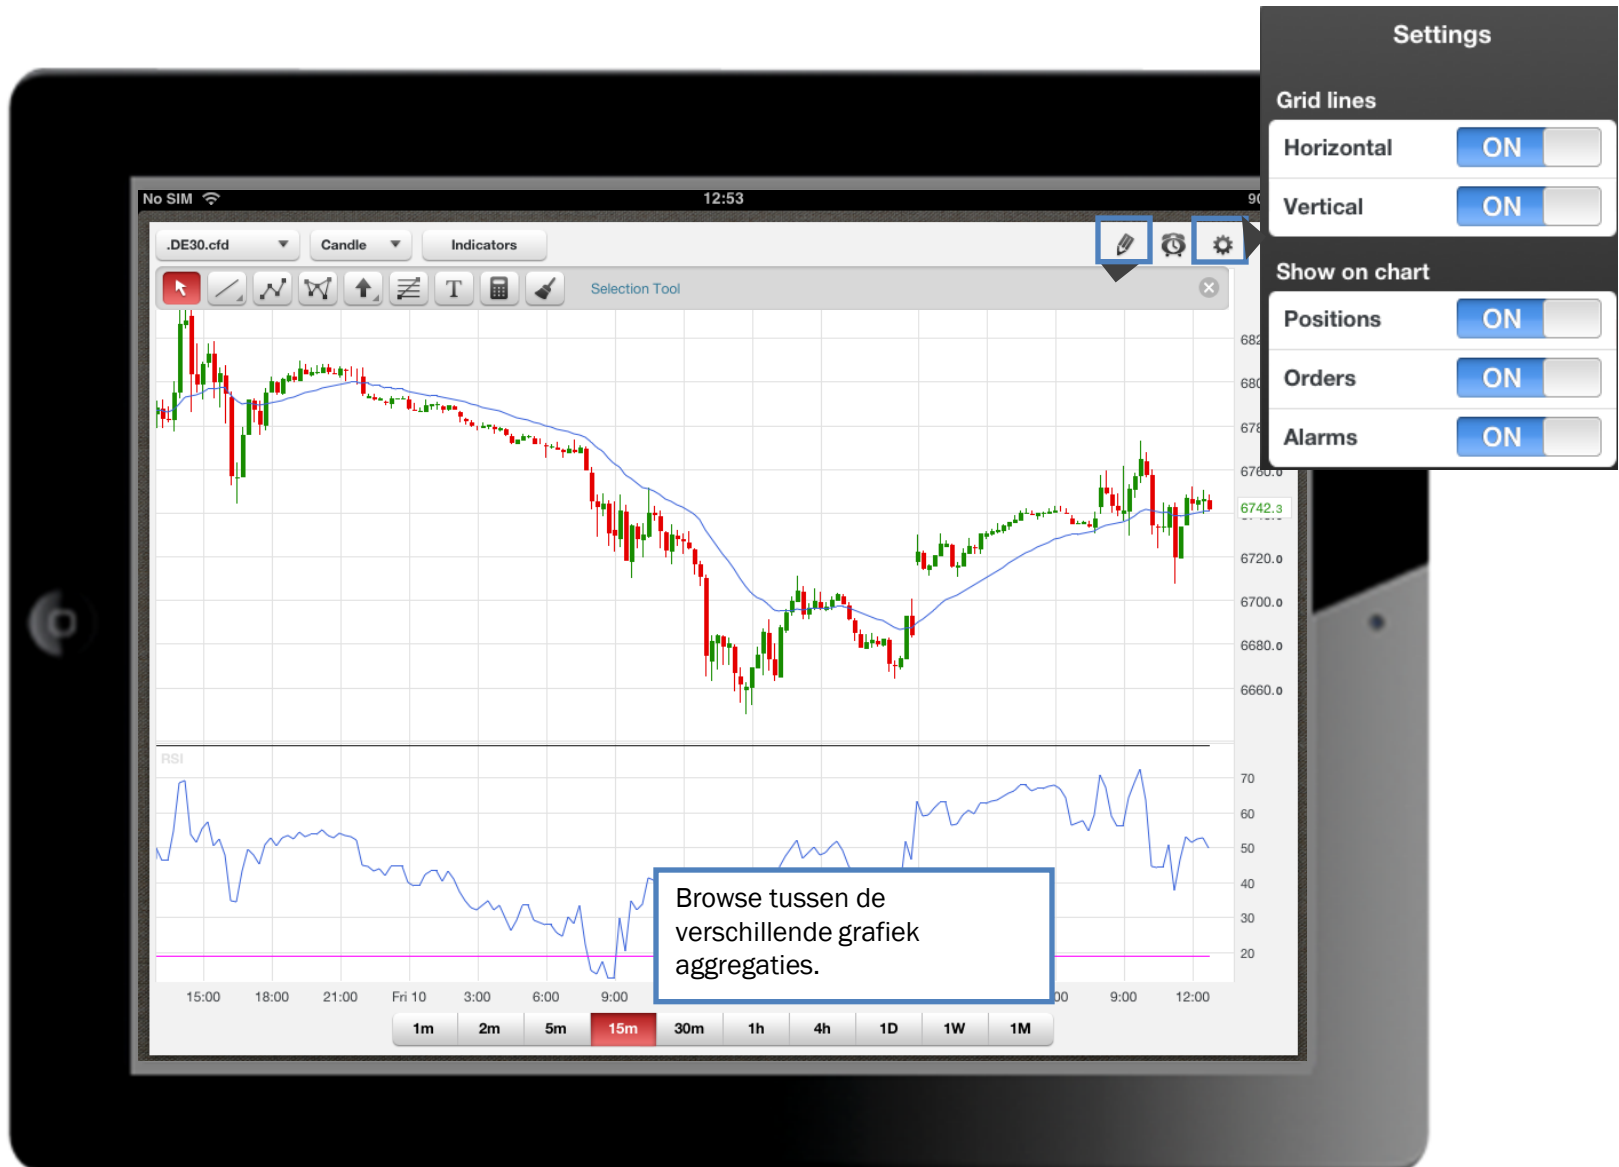 Settings
Grid lines
Horizontal ON
Vertical ON
Show on chart
Positions ON
Orders ON
Alarms ON
No SIM 12:53
.DE30.cfd Candle Indicators
T Selection Tool
6760.0
6742.3
6720.0
6700.0
6680.0
6660.0
RSI
70
60
50
40
30
20
Browse tussen de
verschillende grafiek
aggregaties.
15:00 18:00 21:00 Fri 10 3:00 6:00 9:00 9:00 12:00
1m 2m 5m 15m 30m 1h 4h 1D 1W 1M